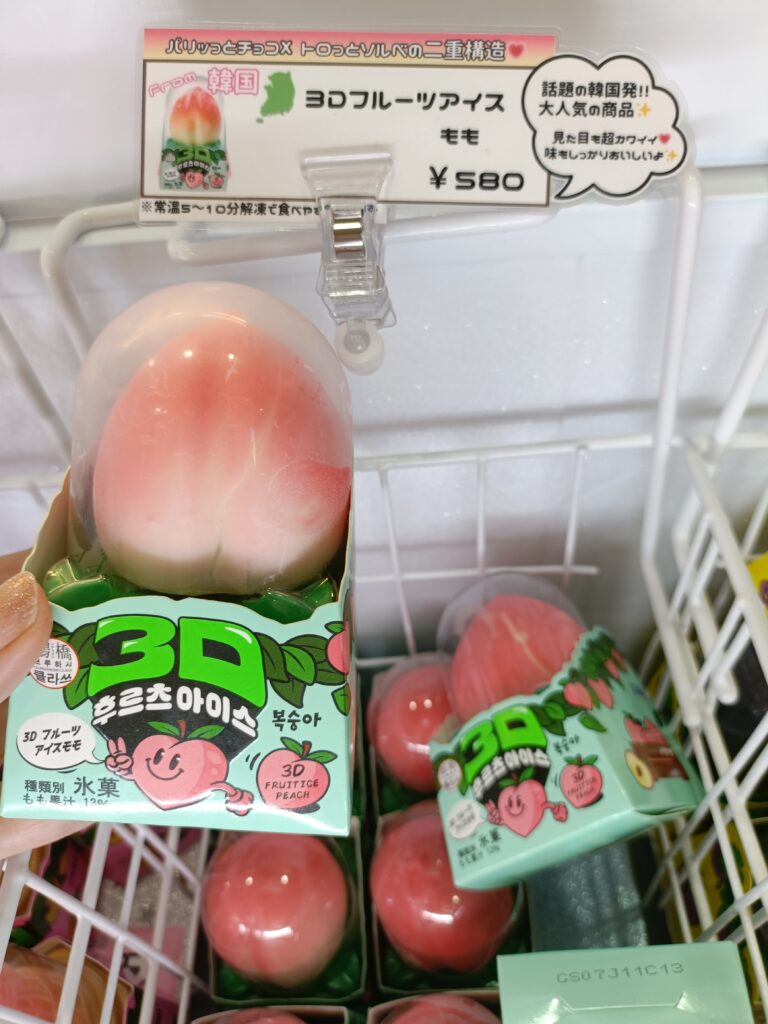 パリッとチョコX トロっとソルベの二重構造♥
From 韓国
3Dフルーツアイス
もも
¥580
話題の韓国発!!
大人気の商品✨
見た目も超カワイイ♥
味もしっかりおいしいよ✨
※常温5〜10分解凍で食べや
3D
후르츠아이스
복숭아
3D フルーツ
アイスモモ
3D
FRUITICE
PEACH
種類別 氷菓
もも果汁 13%
3D
후르츠아이스
복숭아
3D
FRUITICE
PEACH
GS07J11C13